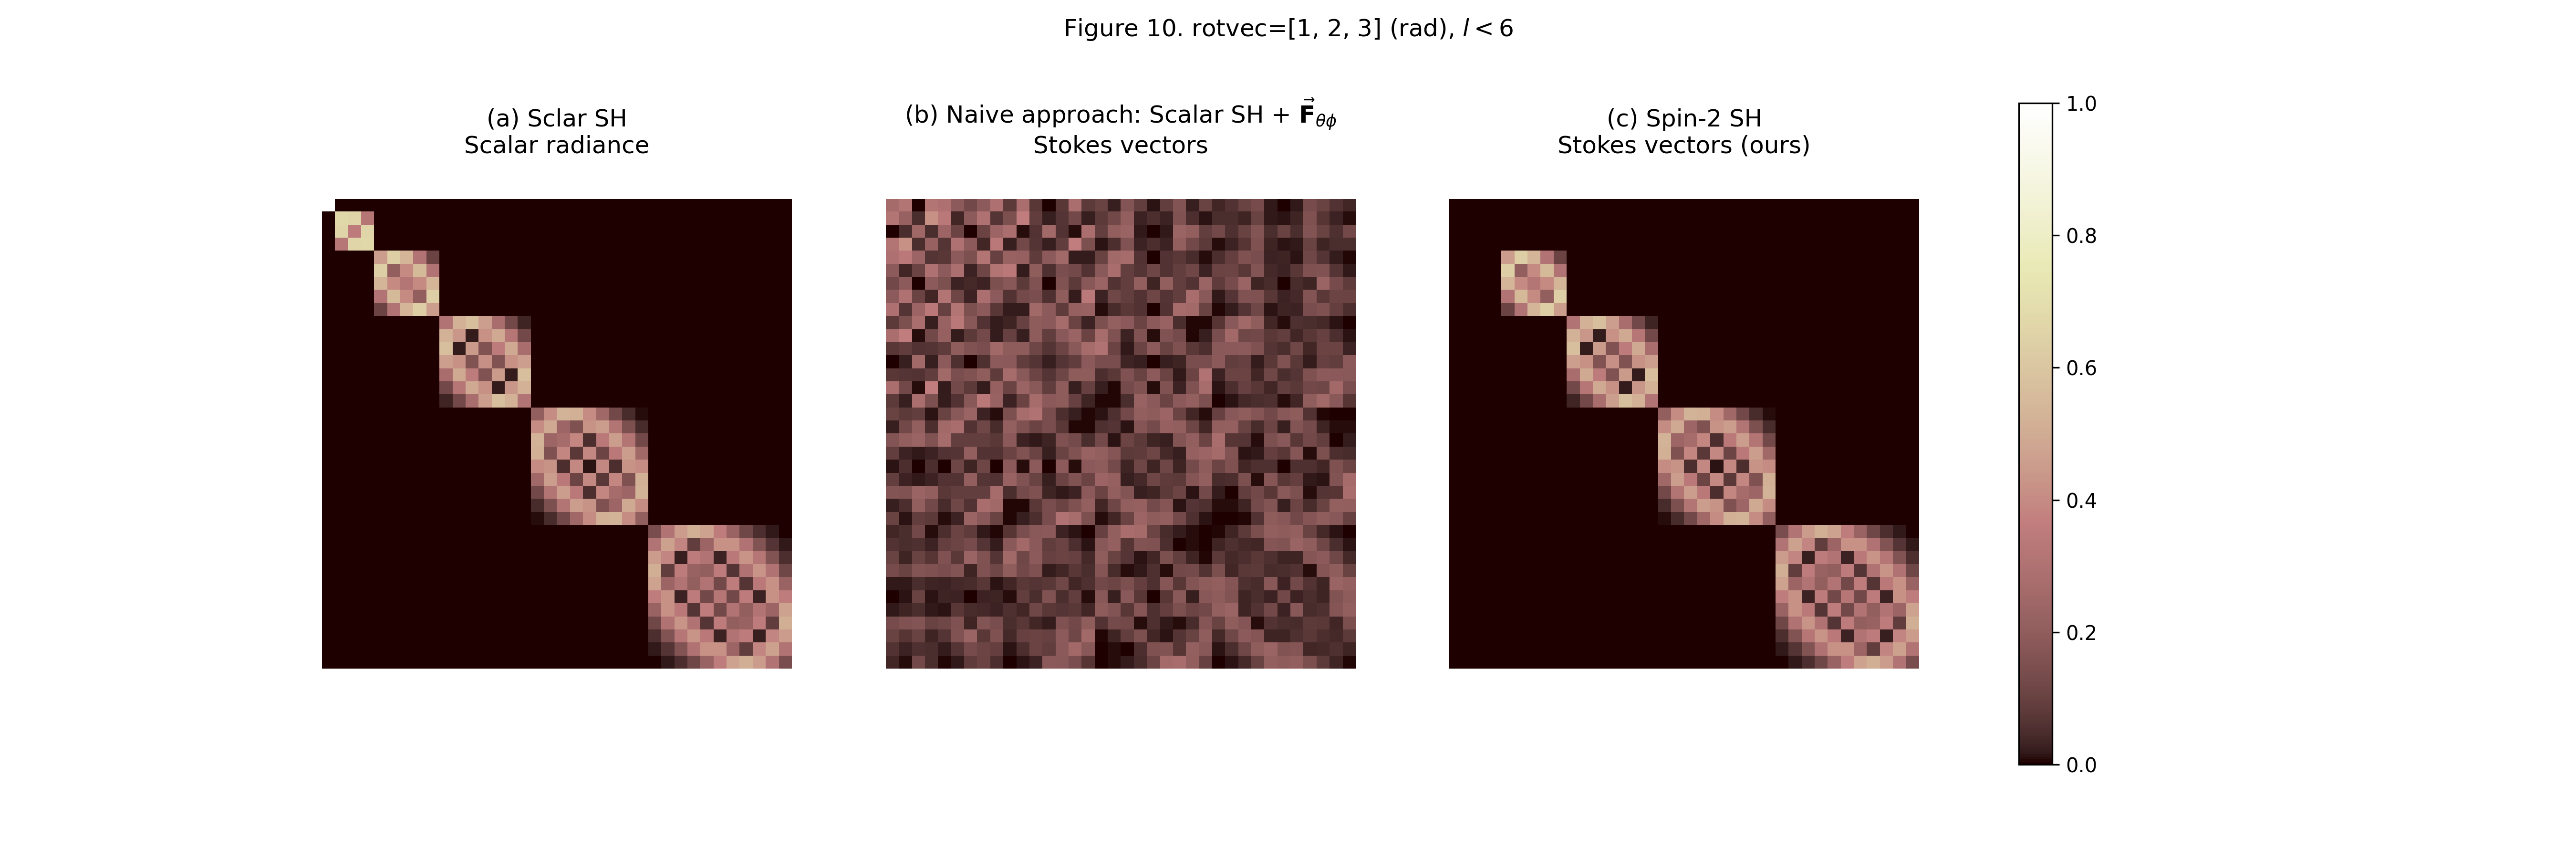 Figure 10. rotvec=[1, 2, 3] (rad), l < 6
(a) Sclar SH
Scalar radiance
(b) Naive approach: Scalar SH + F⃗θϕ
Stokes vectors
(c) Spin-2 SH
Stokes vectors (ours)
1.0
0.8
0.6
0.4
0.2
0.0